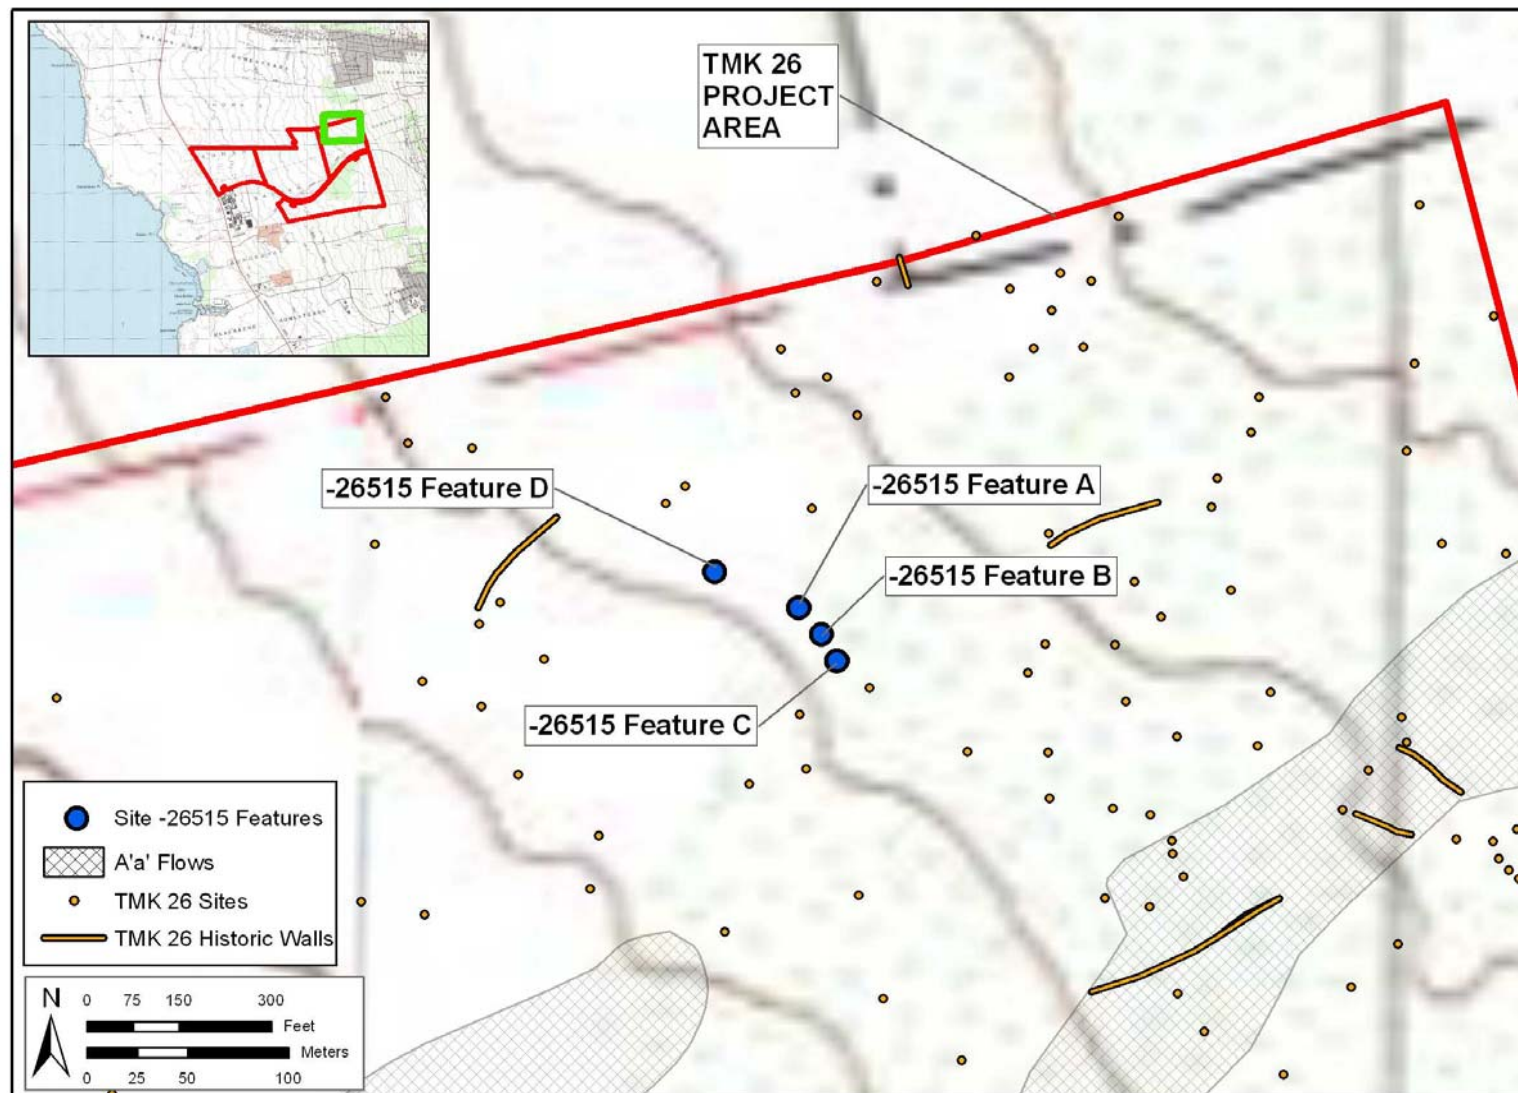 TMK 26
PROJECT
AREA
-26515 Feature D
-26515 Feature A
-26515 Feature B
-26515 Feature C
Site -26515 Features
A'a' Flows
TMK 26 Sites
TMK 26 Historic Walls
N
0 75 150 300
Feet
Meters
0 25 50 100